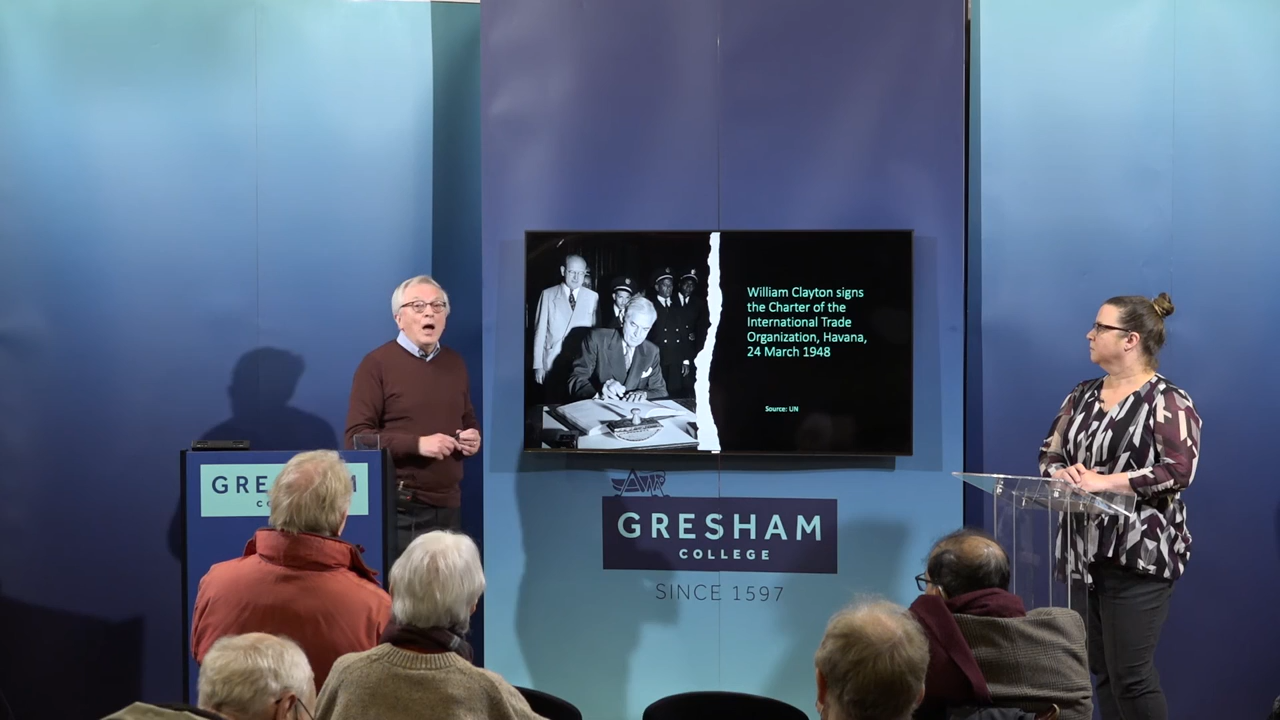 William Clayton signs
the Charter of the
International Trade
Organization, Havana,
24 March 1948
Source: UN
GRESHAM
COLLEGE
SINCE 1597
GRE M